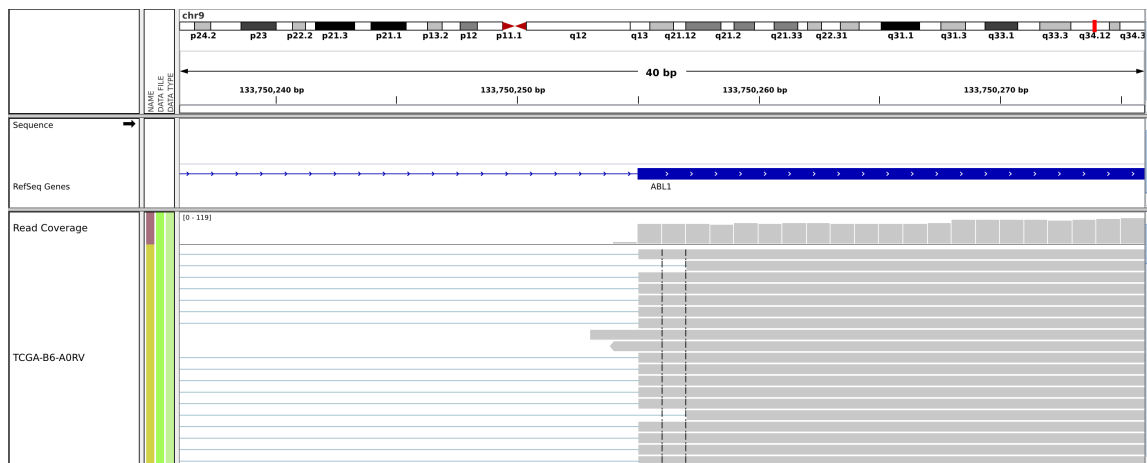 chr9
p24.2 p23 p22.2 p21.3 p21.1 p13.2 p12 p11.1 q12 q13 q21.12 q21.2 q21.33 q22.31 q31.1 q31.3 q33.1 q33.3 q34.12 q34.3
40 bp
133,750,240 bp 133,750,250 bp 133,750,260 bp 133,750,270 bp
NAME
DATA FILE
DATA TYPE
Sequence
RefSeq Genes
ABL1
[0 - 119]
Read Coverage
TCGA-B6-A0RV